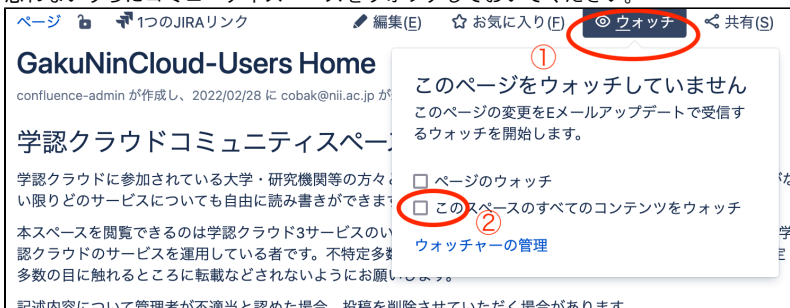 ページ 1つのJIRAリンク 編集(E) お気に入り(F) ウォッチ 共有(S)
①
GakuNinCloud-Users Home
confluence-admin が作成し、2022/02/28 に cobak@nii.ac.jp が
このページをウォッチしていません
このページの変更をEメールアップデートで受信す
るウォッチを開始します。
ページのウォッチ
このスペースのすべてのコンテンツをウォッチ
②
ウォッチャーの管理
学認クラウドコミュニティスペー
学認クラウドに参加されている大学・研究機関等の方々
い限りどのサービスについても自由に読み書きができます
本スペースを閲覧できるのは学認クラウド3サービスのい
認クラウドのサービスを運用している者です。不特定多数
多数の目に触れるところに転載などされないようにお願いします。
記述内容について管理者が不適当と認めた場合、投稿を削除させていただく場合があります。